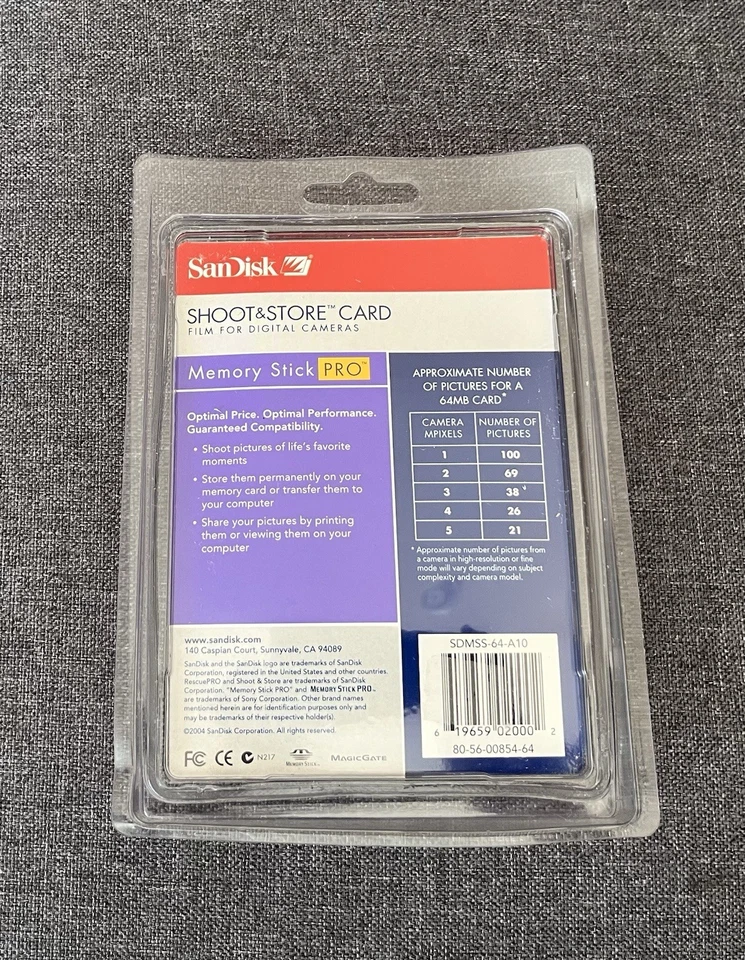 SanDisk
SHOOT&STORE™ CARD
FILM FOR DIGITAL CAMERAS
Memory Stick PRO™
Optimal Price. Optimal Performance.
Guaranteed Compatibility.
• Shoot pictures of life's favorite
moments
• Store them permanently on your
memory card or transfer them to
your computer
• Share your pictures by printing
them or viewing them on your
computer
APPROXIMATE NUMBER
OF PICTURES FOR A
64MB CARD*
CAMERA MPIXELS NUMBER OF PICTURES
1 100
2 69
3 38
4 26
5 21
* Approximate number of pictures from
a camera in high-resolution or fine
mode will vary depending on subject
complexity and camera model.
www.sandisk.com
140 Caspian Court, Sunnyvale, CA 94089
SanDisk and the SanDisk logo are trademarks of SanDisk
Corporation, registered in the United States and other countries.
RescuePRO and Shoot & Store are trademarks of SanDisk
Corporation. "Memory Stick PRO" and MEMORY STICK PRO™
are trademarks of Sony Corporation. Other brand names
mentioned herein are for identification purposes only and
may be trademarks of their respective holder(s).
©2004 SanDisk Corporation. All rights reserved.
FC CE N217 MEMORY STICK™ MAGICGATE
SDMSS-64-A10
6 19659 02000 2
80-56-00854-64